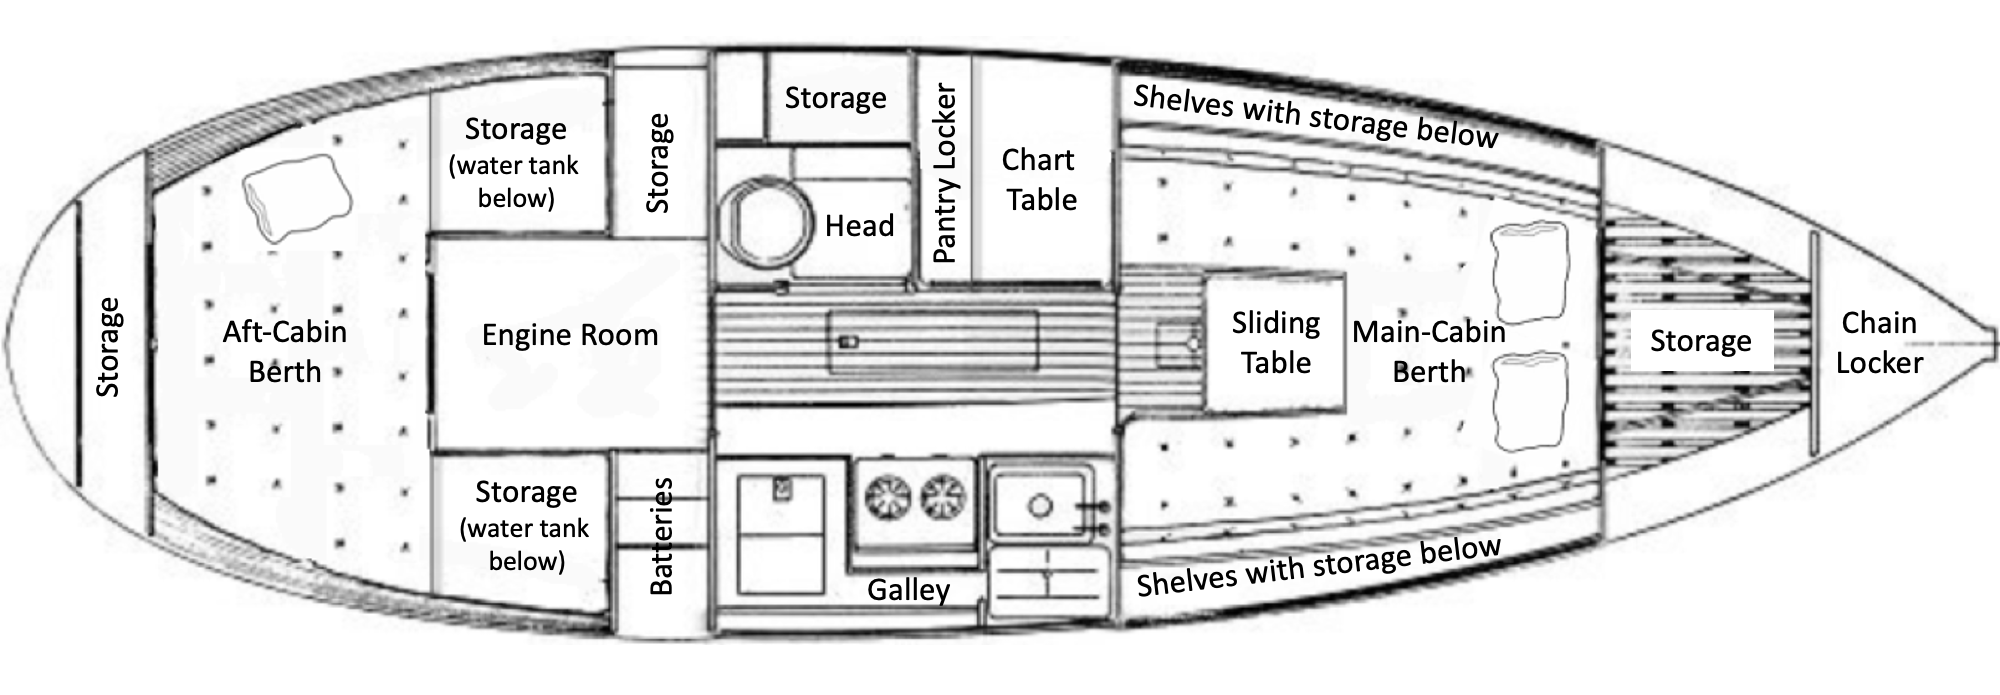 Storage
Aft-Cabin
Berth
Storage
(water tank
below)
Storage
Engine Room
Storage
(water tank
below)
Batteries
Storage
Head
Pantry Locker
Chart
Table
Galley
Shelves with storage below
Sliding
Table
Main-Cabin
Berth
Shelves with storage below
Storage
Chain
Locker